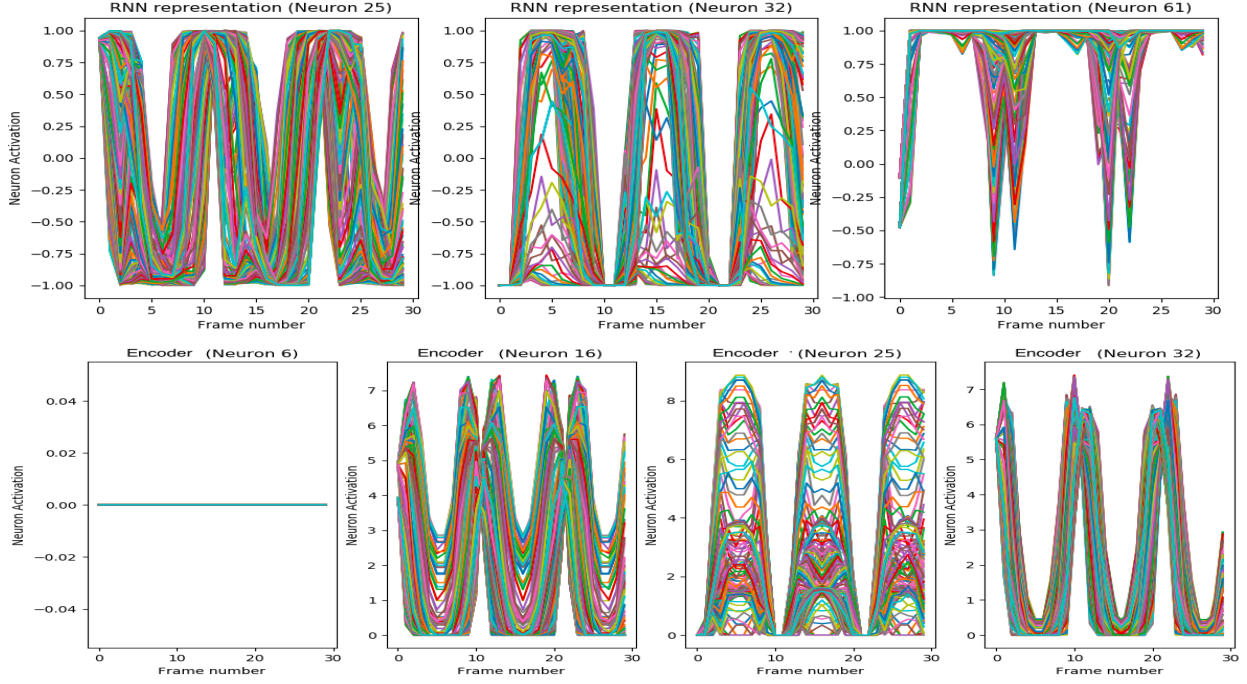 RNN representation (Neuron 25)
1.00
0.75
0.50
0.25
0.00
−0.25
−0.50
−0.75
−1.00
Neuron Activation
0 5 10 15 20 25 30
Frame number
RNN representation (Neuron 32)
1.00
0.75
0.50
0.25
0.00
−0.25
−0.50
−0.75
−1.00
Neuron Activation
0 5 10 15 20 25 30
Frame number
RNN representation (Neuron 61)
1.00
0.75
0.50
0.25
0.00
−0.25
−0.50
−0.75
−1.00
Neuron Activation
0 5 10 15 20 25 30
Frame number
Encoder (Neuron 6)
0.04
0.02
0.00
−0.02
−0.04
Neuron Activation
0 10 20 30
Frame number
Encoder (Neuron 16)
7
6
5
4
3
2
1
0
Neuron Activation
0 10 20 30
Frame number
Encoder (Neuron 25)
8
6
4
2
0
Neuron Activation
0 10 20 30
Frame number
Encoder (Neuron 32)
7
6
5
4
3
2
1
0
Neuron Activation
0 10 20 30
Frame number